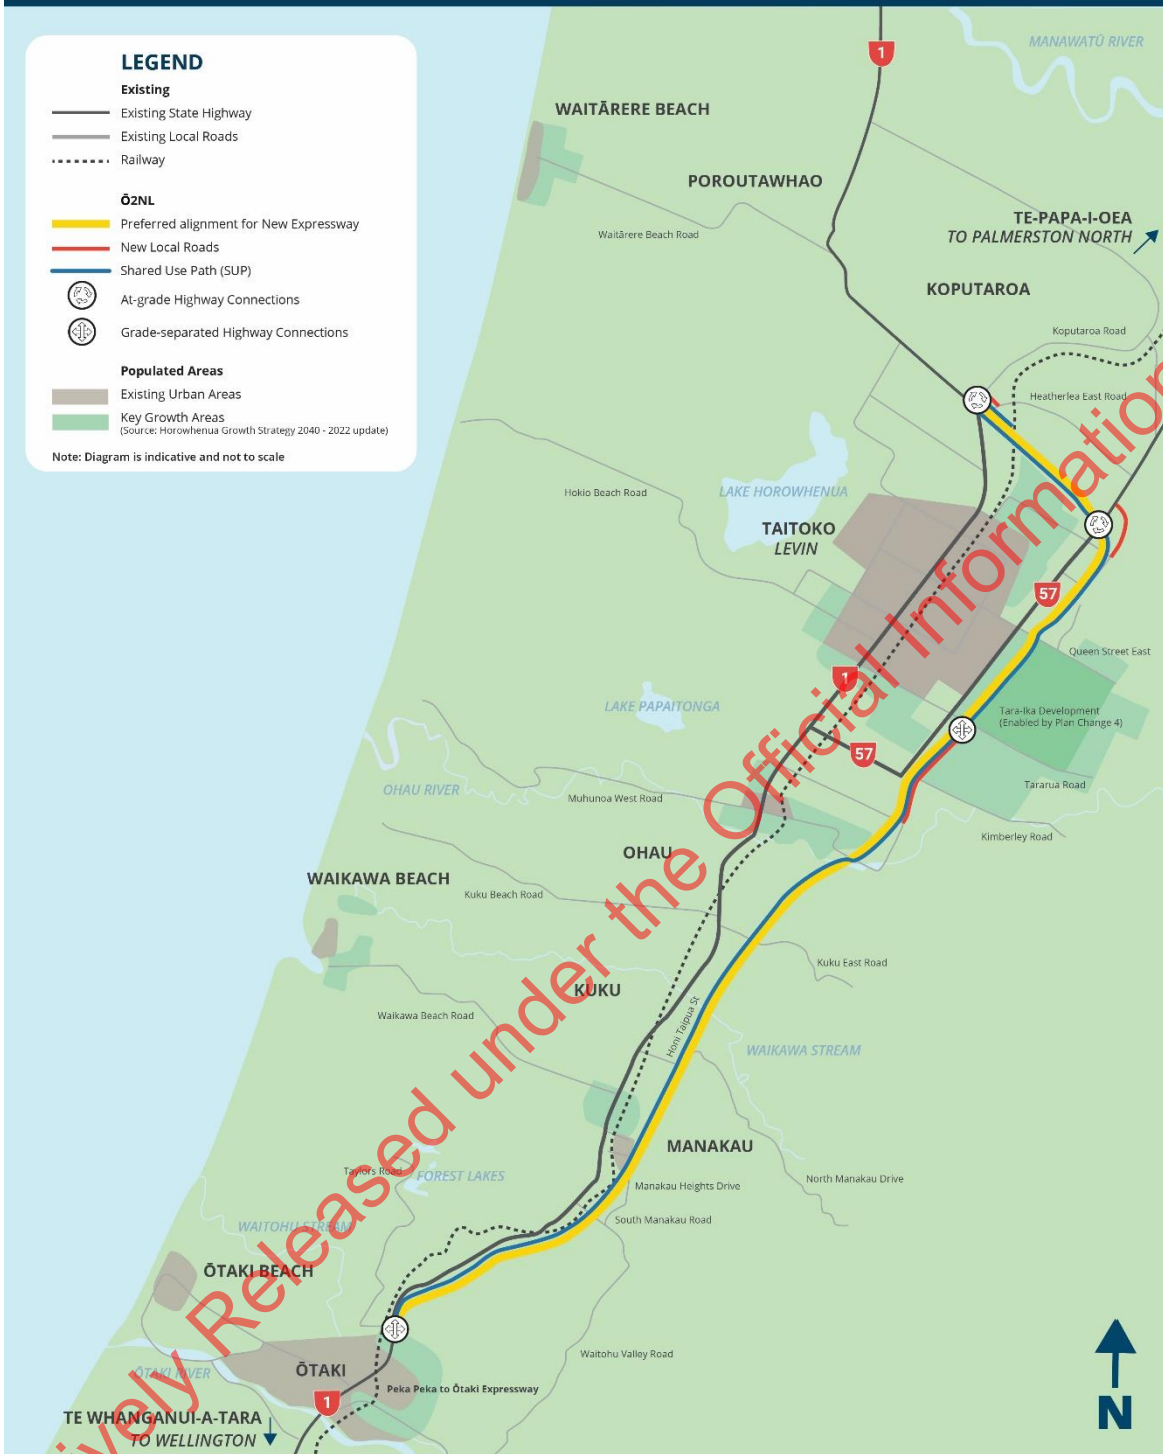 LEGEND
Existing
Existing State Highway
Existing Local Roads
Railway
Ō2NL
Preferred alignment for New Expressway
New Local Roads
Shared Use Path (SUP)
At-grade Highway Connections
Grade-separated Highway Connections
Populated Areas
Existing Urban Areas
Key Growth Areas
(Source: Horowhenua Growth Strategy 2040 - 2022 update)
Note: Diagram is indicative and not to scale
MANAWATŪ RIVER
1
WAITĀRERE BEACH
POROUTAWHAO
Waitārere Beach Road
TE-PAPA-I-OEA
TO PALMERSTON NORTH
KOPUTAROA
Koputaroa Road
Heatherlea East Road
Hokio Beach Road
LAKE HOROWHENUA
TAITOKO
LEVIN
57
Queen Street East
1
LAKE PAPAITONGA
Tara-Ika Development
(Enabled by Plan Change 4)
57
OHAU RIVER
Muhunoa West Road
Tararua Road
Kimberley Road
OHAU
WAIKAWA BEACH
Kuku Beach Road
Kuku East Road
KUKU
Waikawa Beach Road
Honi Taipua St
WAIKAWA STREAM
MANAKAU
Taylors Road
FOREST LAKES
Manakau Heights Drive
North Manakau Drive
South Manakau Road
WAITOHU STREAM
ŌTAKI BEACH
Waitohu Valley Road
ŌTAKI RIVER
ŌTAKI
Peka Peka to Ōtaki Expressway
1
TE WHANGANUI-A-TARA
TO WELLINGTON
N
ively Released under the Official Information